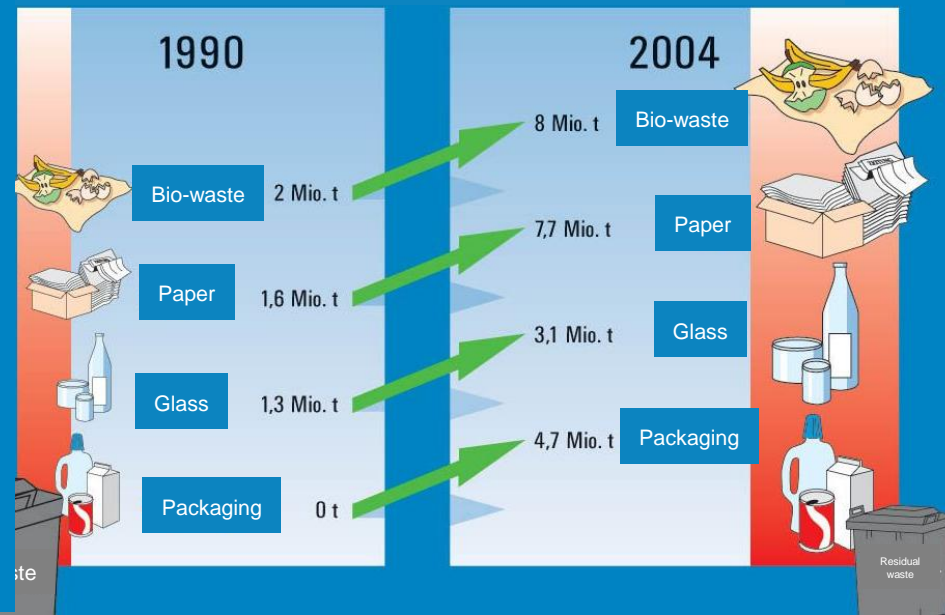 1990
2004
8 Mio. t Bio-waste
Bio-waste 2 Mio. t
7,7 Mio. t Paper
Paper 1,6 Mio. t
3,1 Mio. t Glass
Glass 1,3 Mio. t
4,7 Mio. t Packaging
Packaging 0 t
ste
Residual
waste